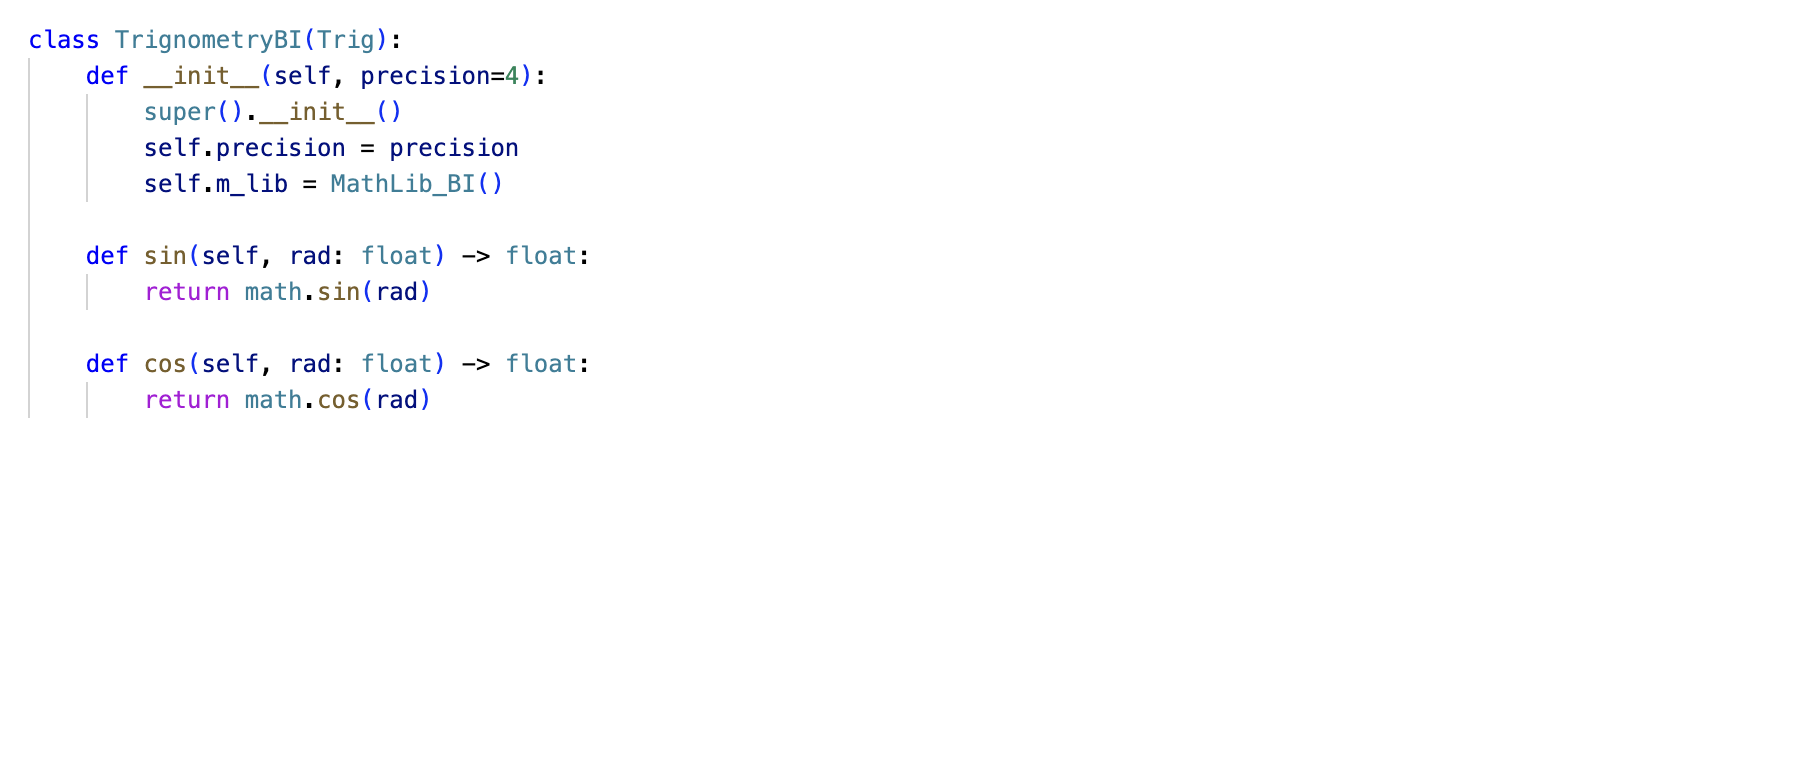 class TrignometryBI(Trig):
    def __init__(self, precision=4):
        super().__init__()
        self.precision = precision
        self.m_lib = MathLib_BI()

    def sin(self, rad: float) -> float:
        return math.sin(rad)

    def cos(self, rad: float) -> float:
        return math.cos(rad)